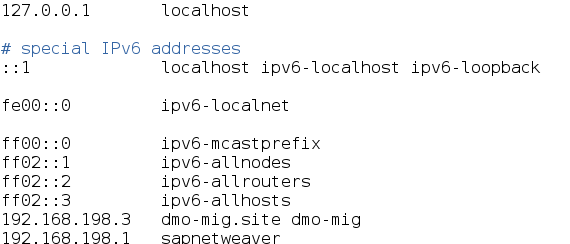 127.0.0.1 localhost
# special IPv6 addresses
::1 localhost ipv6-localhost ipv6-loopback
fe00::0 ipv6-localnet
ff00::0 ipv6-mcastprefix
ff02::1 ipv6-allnodes
ff02::2 ipv6-allrouters
ff02::3 ipv6-allhosts
192.168.198.3 dmo-mig.site dmo-mig
192.168.198.1 sapnetweaver